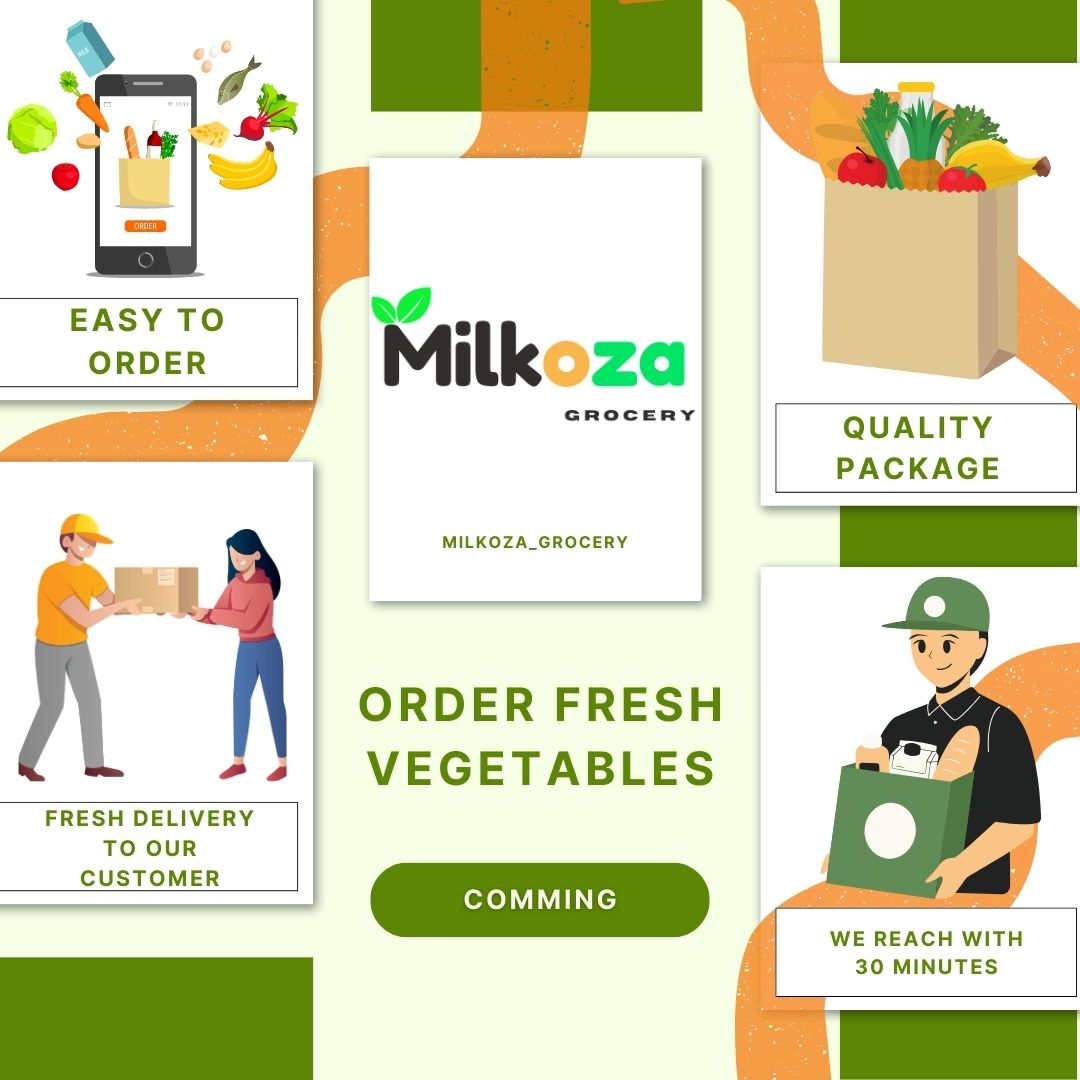 MILK
ORDER
EASY TO
ORDER
Milkoza
GROCERY
MILKOZA_GROCERY
QUALITY
PACKAGE
FRESH DELIVERY
TO OUR
CUSTOMER
ORDER FRESH
VEGETABLES
COMMING
WE REACH WITH
30 MINUTES